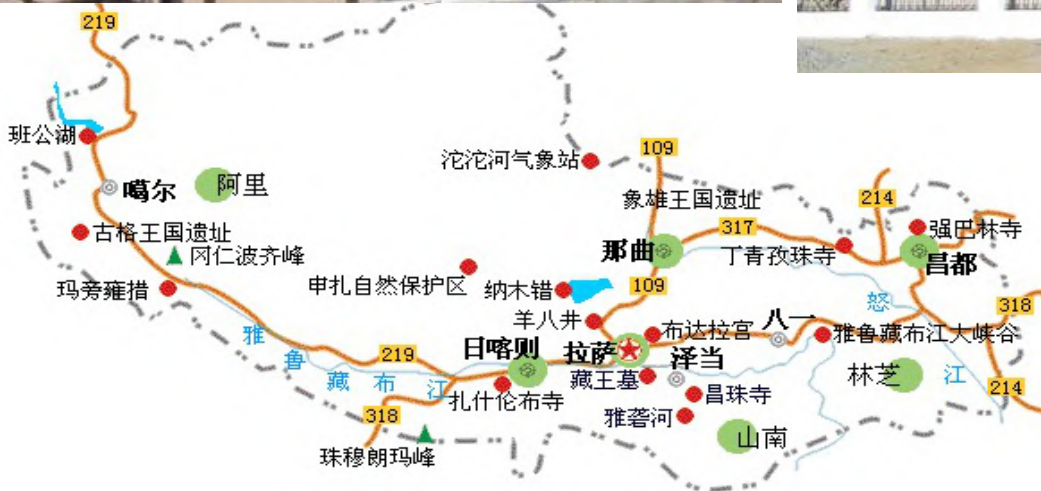 219
班公湖
沱沱河气象站
109
噶尔
阿里
象雄王国遗址
214
古格王国遗址
317
强巴林寺
冈仁波齐峰
那曲
丁青孜珠寺
昌都
申扎自然保护区
纳木错
109
玛旁雍措
怒
318
羊八井
布达拉宫
八一
雅鲁藏布江大峡谷
雅
鲁
藏
布
江
219
日喀则
拉萨
泽当
藏王墓
林芝
江
214
扎什伦布寺
昌珠寺
318
雅砻河
山南
珠穆朗玛峰